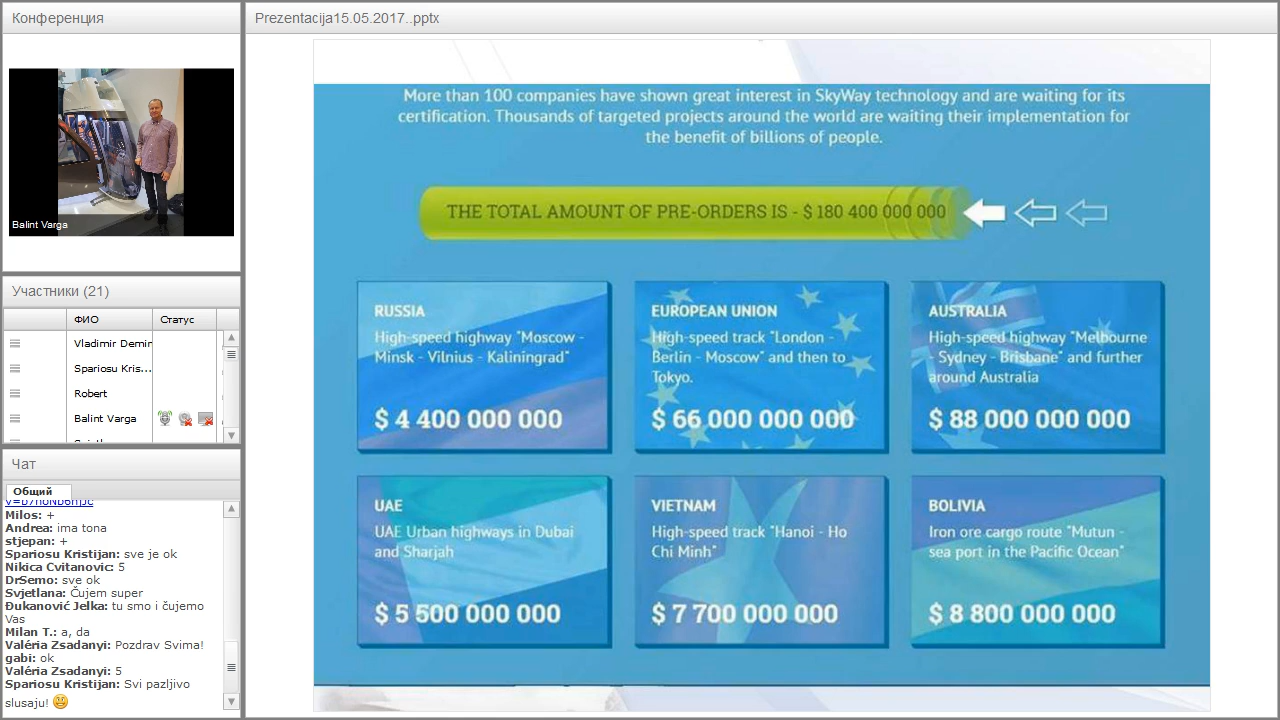 Конференция
Balint Varga
Участники (21)
ФИО
Статус
Vladimir Demin
Spariosu Kris...
Robert
Balint Varga
Чат
Общий
Milos: +
Andrea: ima tona
stjepan: +
Spariosu Kristijan: sve je ok
Nikica Cvitanovic: 5
DrSemo: sve ok
Svjetlana: Čujem super
Đukanović Jelka: tu smo i čujemo
Vas
Milan T.: a, da
Valéria Zsadanyi: Pozdrav Svima!
gabi: ok
Valéria Zsadanyi: 5
Spariosu Kristijan: Svi pazljivo
slusaju!
Prezentacija15.05.2017..pptx
More than 100 companies have shown great interest in SkyWay technology and are waiting for its
certification. Thousands of targeted projects around the world are waiting their implementation for
the benefit of billions of people.
THE TOTAL AMOUNT OF PRE-ORDERS IS - $ 180 400 000 000
RUSSIA
High-speed highway "Moscow -
Minsk - Vilnius - Kaliningrad"
$ 4 400 000 000
EUROPEAN UNION
High-speed track "London -
Berlin - Moscow" and then to
Tokyo.
$ 66 000 000 000
AUSTRALIA
High-speed highway "Melbourne
- Sydney - Brisbane" and further
around Australia
$ 88 000 000 000
UAE
UAE Urban highways in Dubai
and Sharjah
$ 5 500 000 000
VIETNAM
High-speed track "Hanoi - Ho
Chi Minh"
$ 7 700 000 000
BOLIVIA
Iron ore cargo route "Mutun -
sea port in the Pacific Ocean"
$ 8 800 000 000